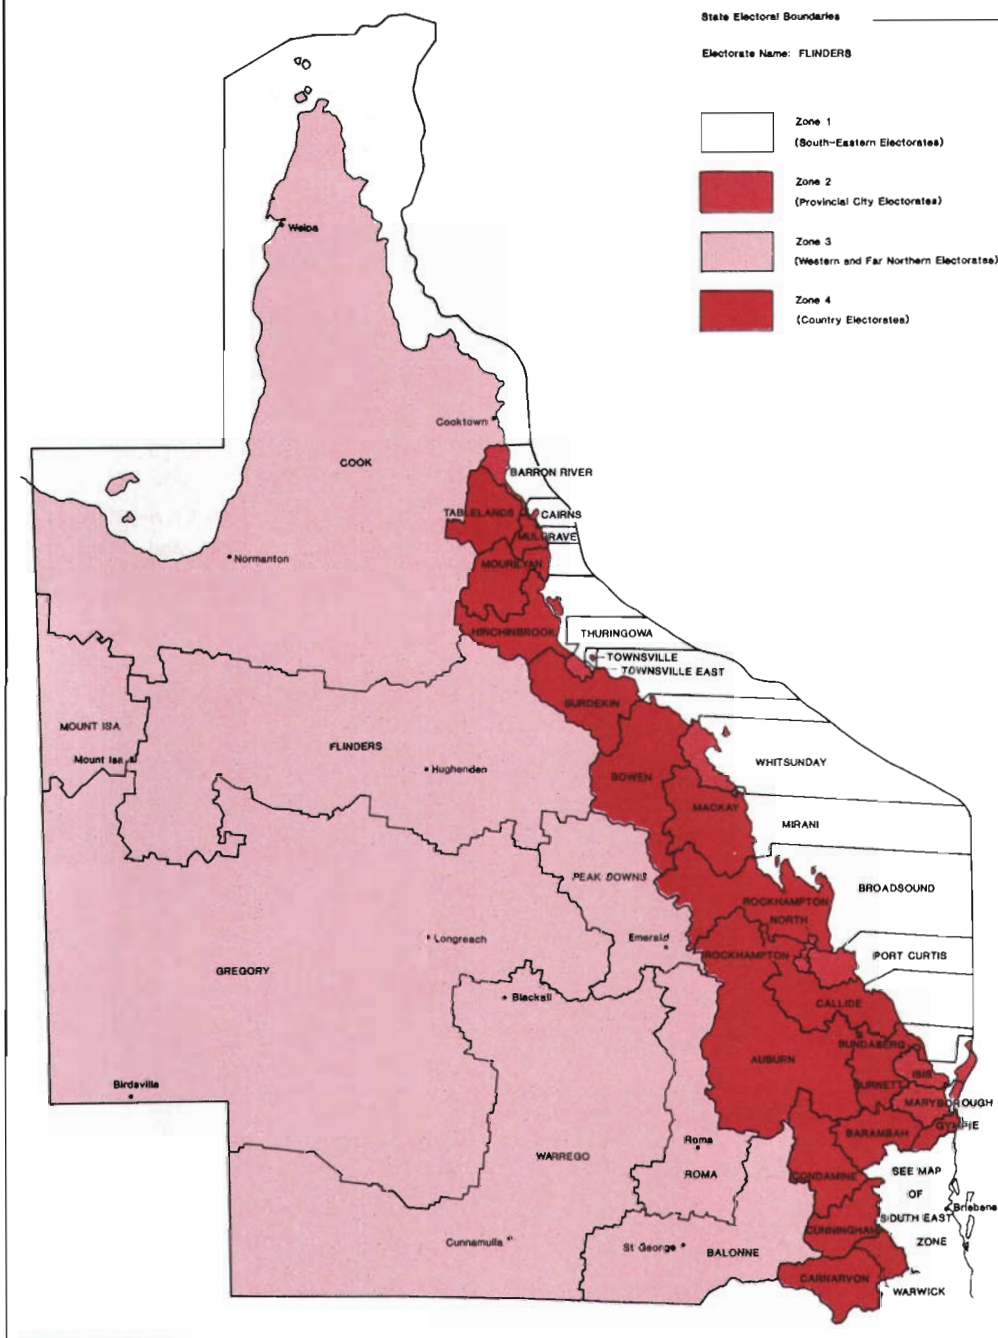 State Electoral Boundaries
Electorate Name: FLINDERS
Zone 1
(South-Eastern Electorates)
Zone 2
(Provincial City Electorates)
Zone 3
(Western and Far Northern Electorates)
Zone 4
(Country Electorates)
Weipa
Cooktown
COOK
BARRON RIVER
TABLELANDS
CAIRNS
MULGRAVE
Normanton
MOURILYAN
HINCHINBROOK
THURINGOWA
TOWNSVILLE
TOWNSVILLE EAST
BURDEKIN
MOUNT ISA
Mount Isa
FLINDERS
Hughenden
WHITSUNDAY
BOWEN
MACKAY
MIRANI
PEAK DOWNS
BROADSOUND
ROCKHAMPTON
NORTH
Longreach
Emerald
ROCKHAMPTON
PORT CURTIS
GREGORY
Blackall
CALLIDE
BUNDABERG
AUBURN
ISIS
Birdsville
BURNETT
MARYBOROUGH
GYMPIE
BARAMBAH
Roma
WARREGO
ROMA
CONDAMINE
SEE MAP
OF
SOUTH EAST
ZONE
Brisbane
CUNNINGHAM
Cunnamulla
St George
BALONNE
CARNARVON
WARWICK